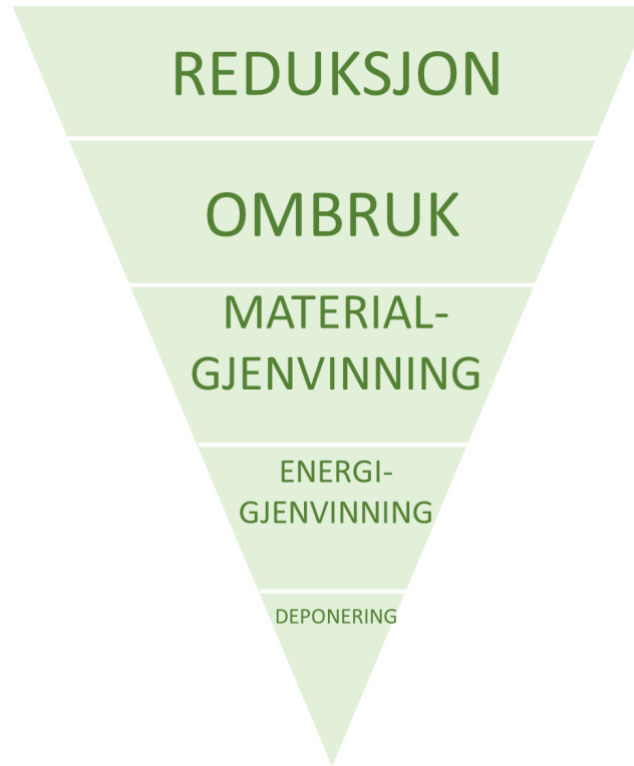 REDUKSJON
OMBRUK
MATERIAL-
GJENVINNING
ENERGI-
GJENVINNING
DEPONERING